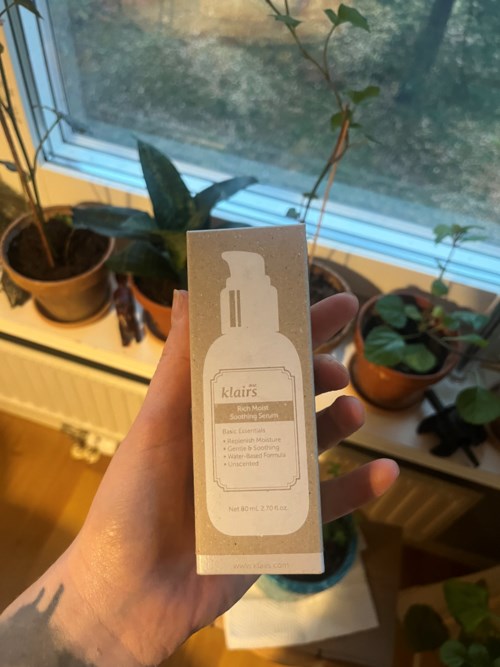 klairs
Rich Moist
Soothing Serum
Basic Essentials
• Replenish Moisture
• Gentle & Soothing
• Water-Based Formula
• Unscented
Net 80 mL 2.70 fl.oz.
www.klairs.com